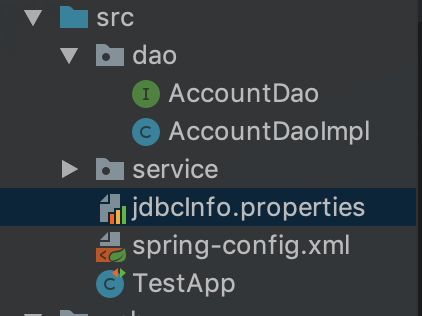 src
dao
I AccountDao
C AccountDaoImpl
service
jdbcInfo.properties
spring-config.xml
C TestApp